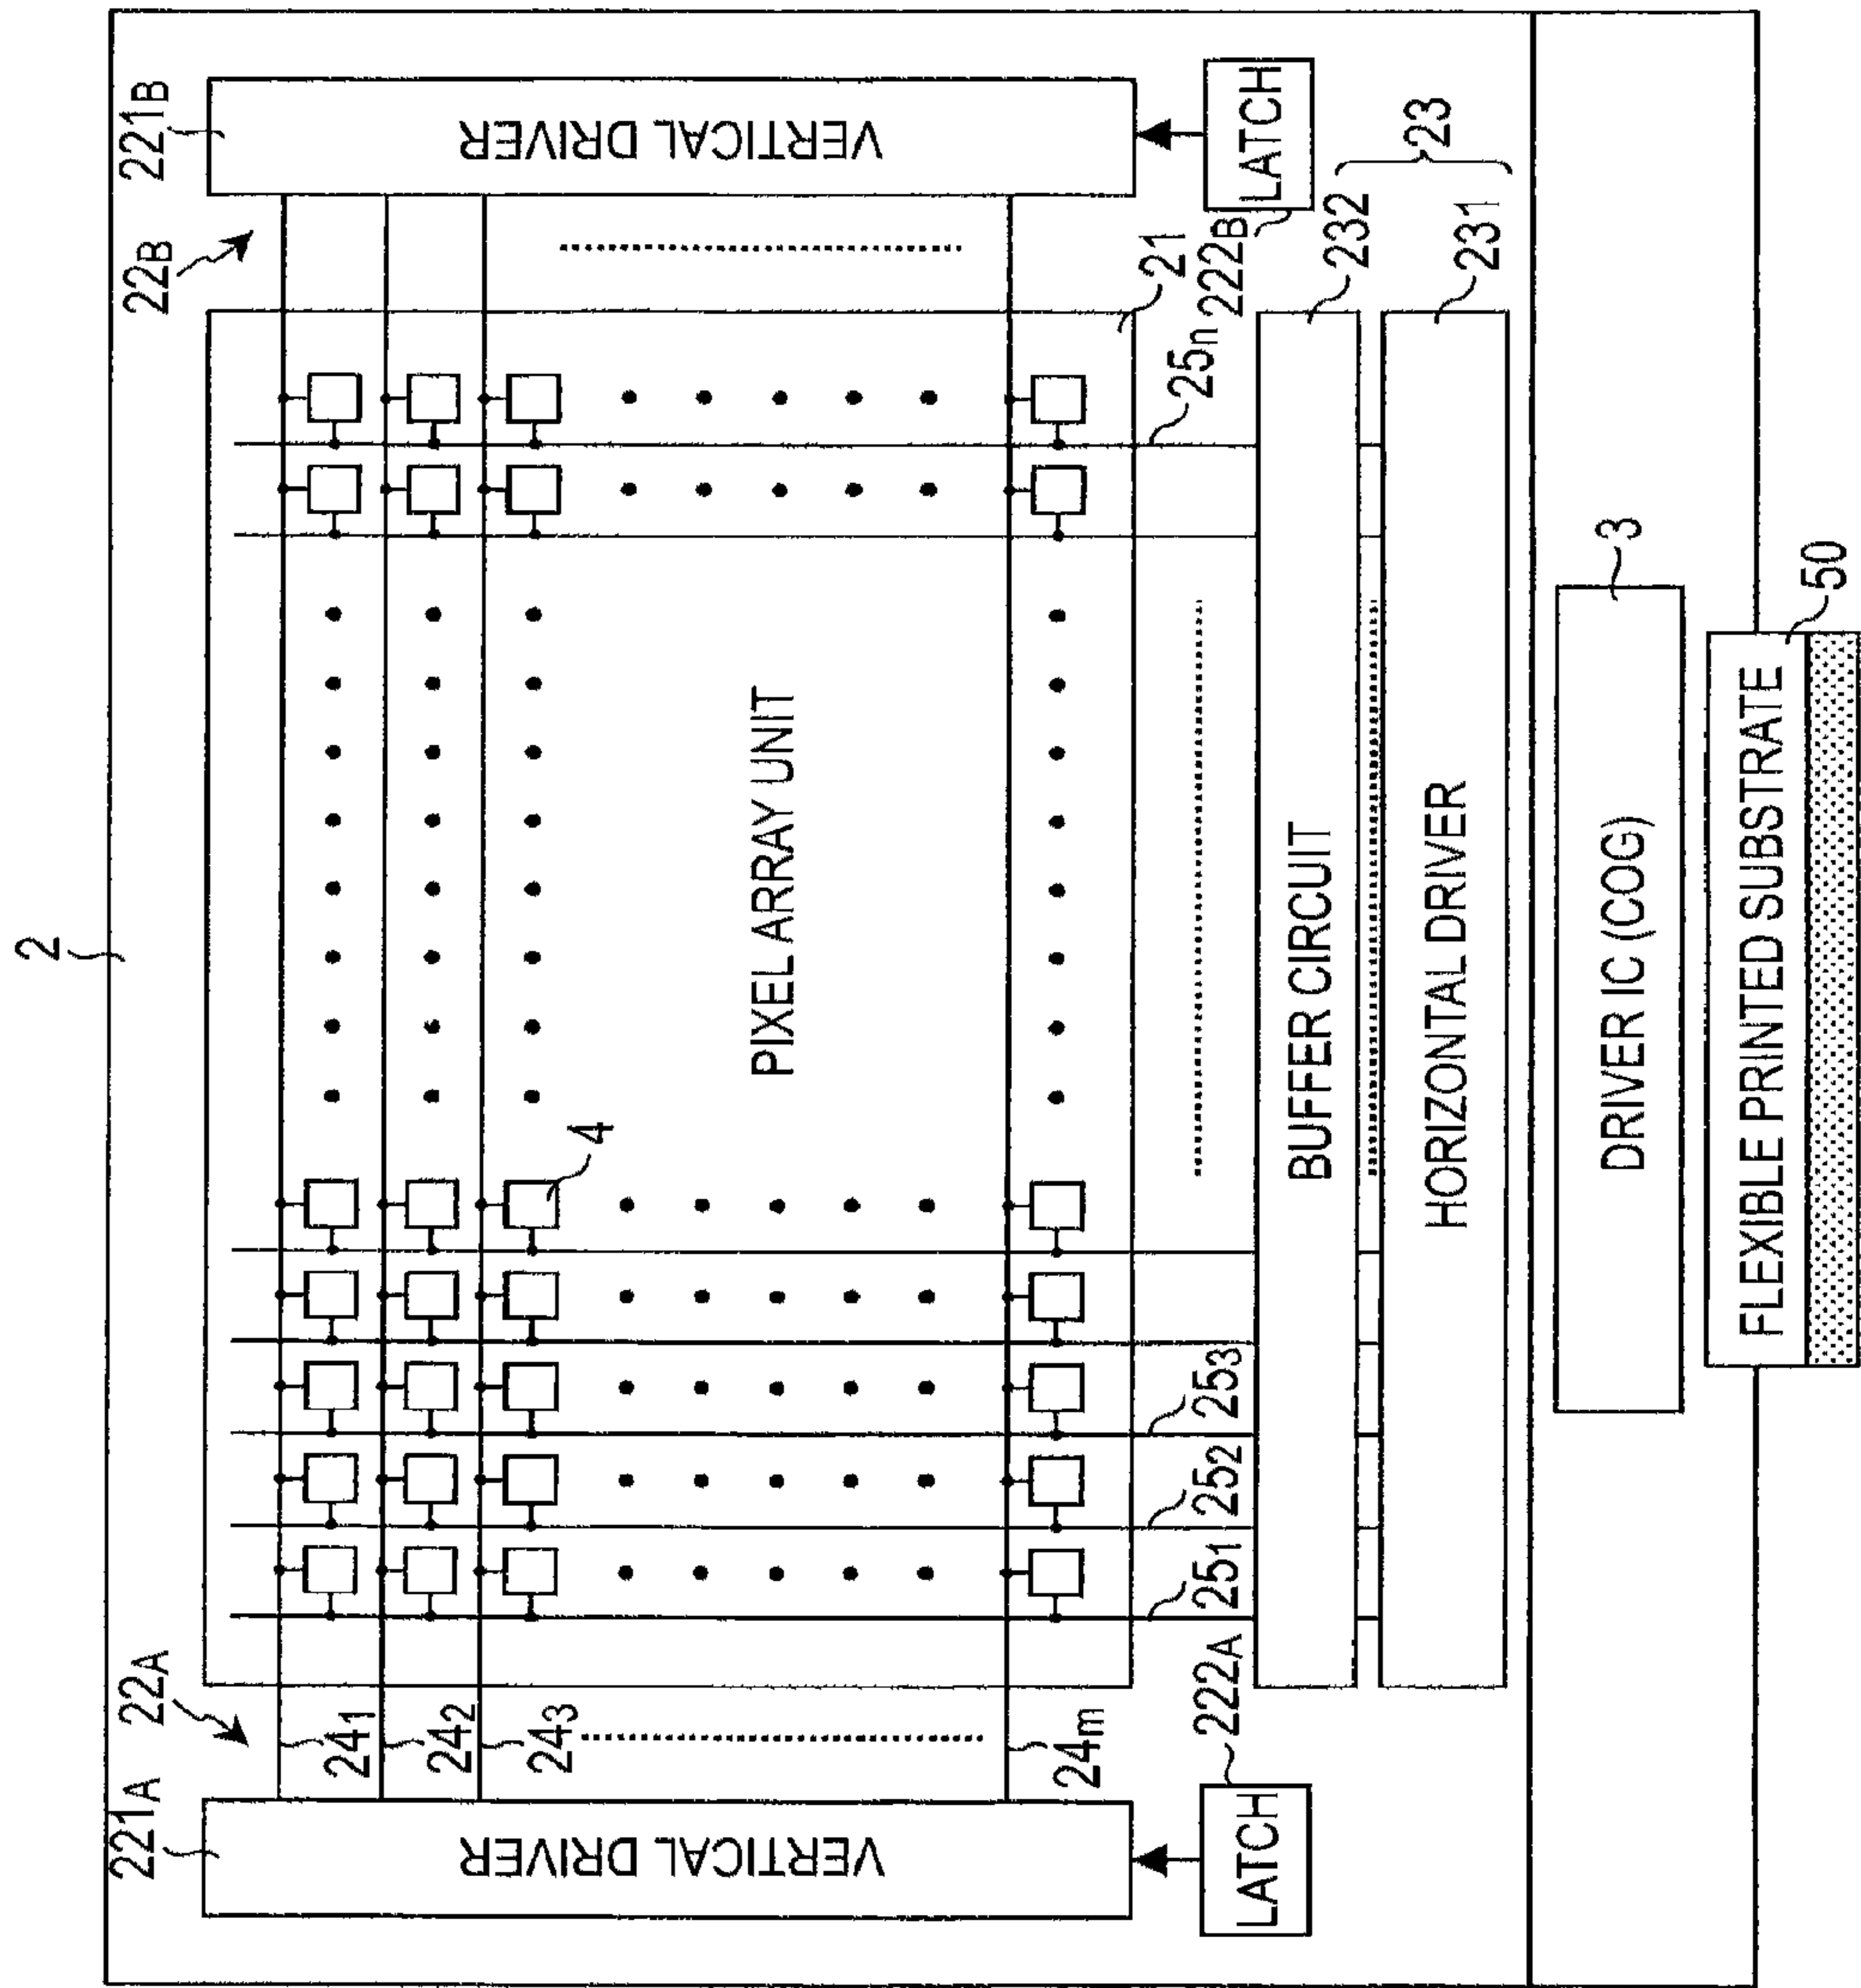 2
221B
22B
VERTICAL DRIVER
LATCH
222B
21
25n
23
232
231
4
PIXEL ARRAY UNIT
BUFFER CIRCUIT
HORIZONTAL DRIVER
3
DRIVER IC (COG)
50
FLEXIBLE PRINTED SUBSTRATE
253
252
251
22A
221A
241
242
243
24m
VERTICAL DRIVER
LATCH
222A